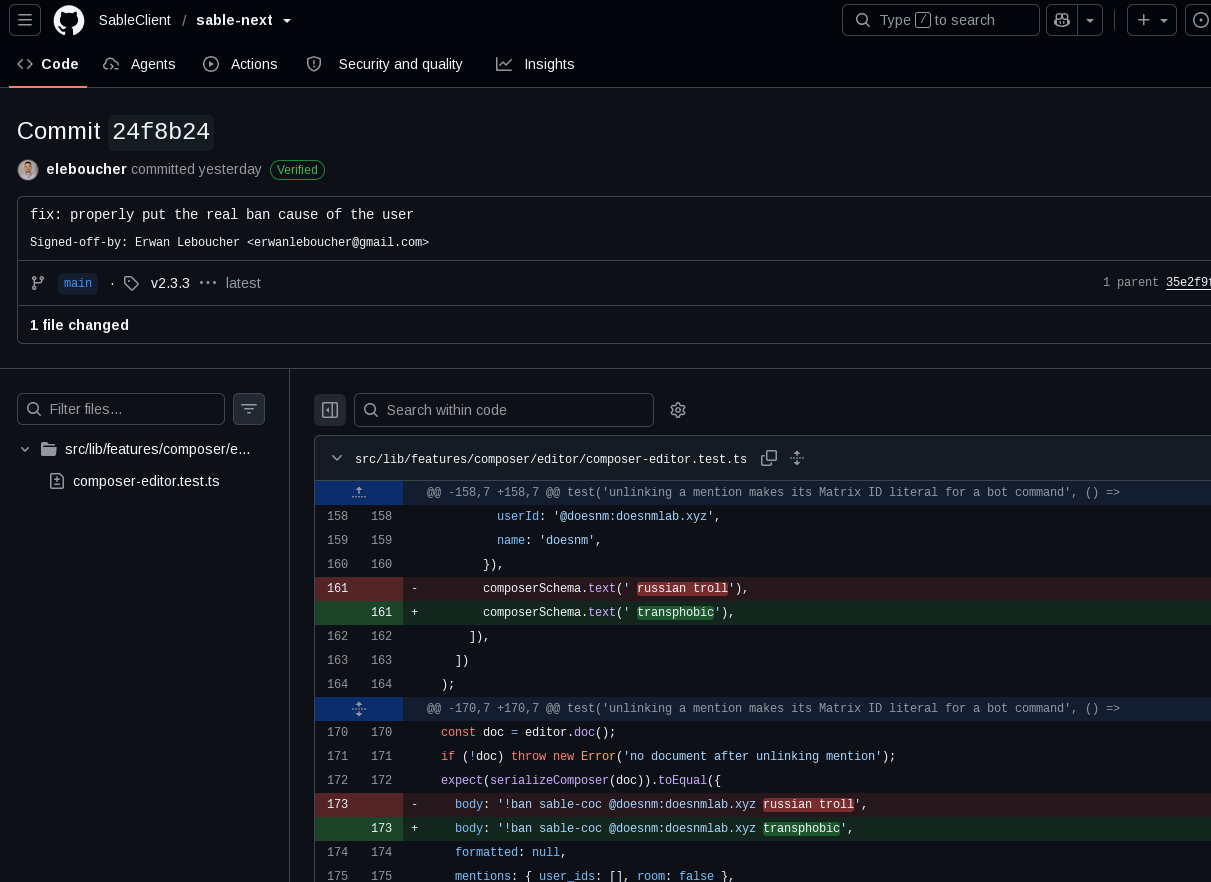 SableClient / sable-next
Type / to search
Code Agents Actions Security and quality Insights
Commit 24f8b24
eleboucher committed yesterday Verified
fix: properly put the real ban cause of the user
Signed-off-by: Erwan Leboucher <erwanleboucher@gmail.com>
main · v2.3.3 ··· latest 1 parent 35e2f9f
1 file changed
Filter files...
Search within code
src/lib/features/composer/e...
composer-editor.test.ts
src/lib/features/composer/editor/composer-editor.test.ts
@@ -158,7 +158,7 @@ test('unlinking a mention makes its Matrix ID literal for a bot command', () =>
158 158 userId: '@doesnm:doesnmlab.xyz',
159 159 name: 'doesnm',
160 160 }),
161 - composerSchema.text(' russian troll'),
161 + composerSchema.text(' transphobic'),
162 162 ]),
163 163 ])
164 164 );
@@ -170,7 +170,7 @@ test('unlinking a mention makes its Matrix ID literal for a bot command', () =>
170 170 const doc = editor.doc();
171 171 if (!doc) throw new Error('no document after unlinking mention');
172 172 expect(serializeComposer(doc)).toEqual({
173 - body: '!ban sable-coc @doesnm:doesnmlab.xyz russian troll',
173 + body: '!ban sable-coc @doesnm:doesnmlab.xyz transphobic',
174 174 formatted: null,
175 175 mentions: { user_ids: [], room: false },